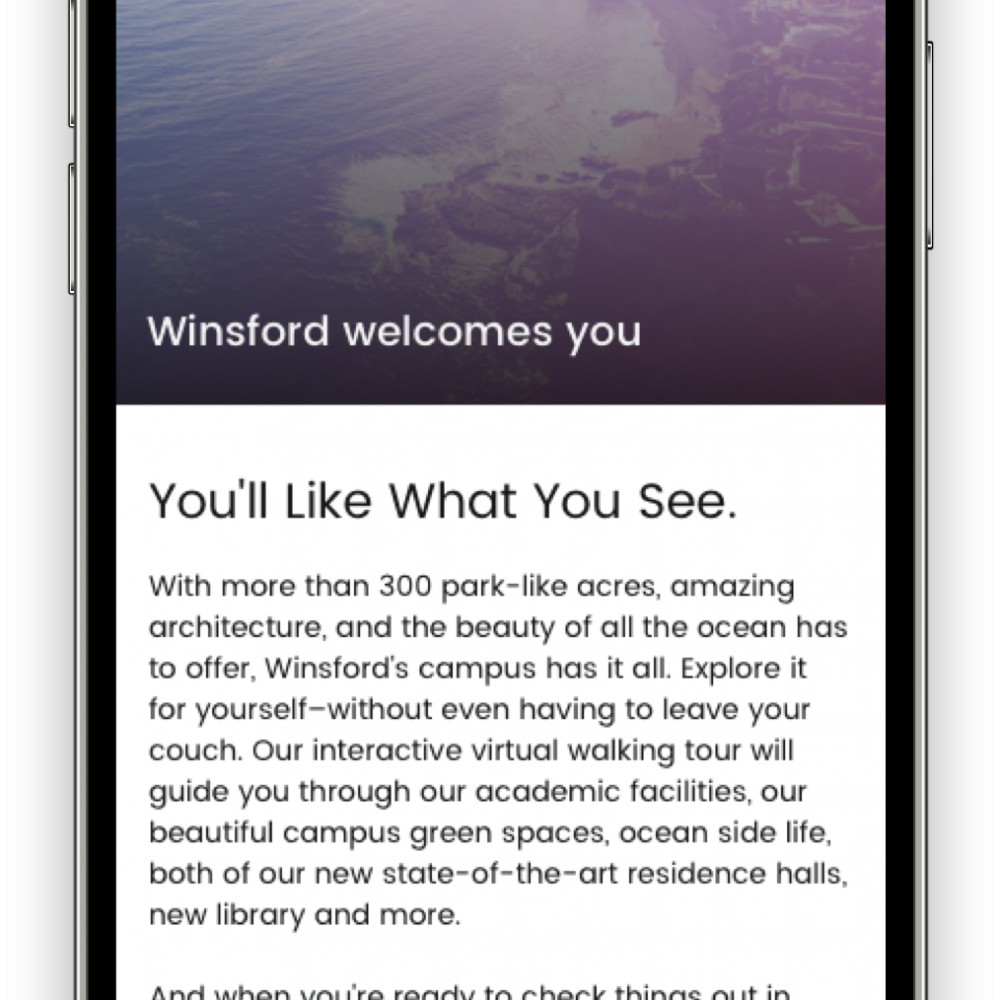 Winsford welcomes you
You'll Like What You See.
With more than 300 park-like acres, amazing
architecture, and the beauty of all the ocean has
to offer, Winsford's campus has it all. Explore it
for yourself–without even having to leave your
couch. Our interactive virtual walking tour will
guide you through our academic facilities, our
beautiful campus green spaces, ocean side life,
both of our new state-of-the-art residence halls,
new library and more.
And when you're ready to check things out in